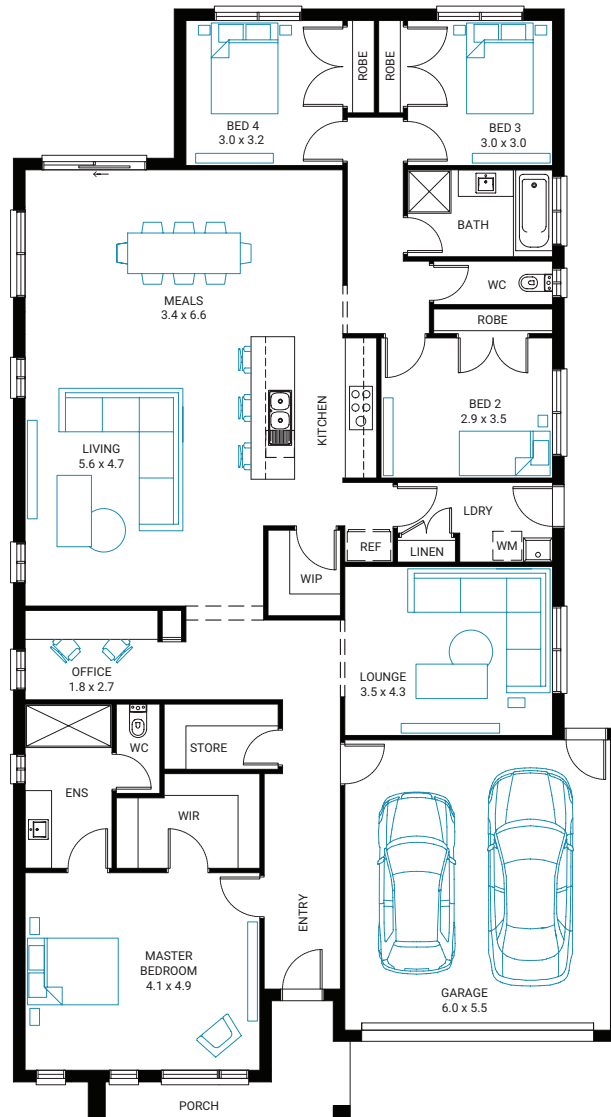 ROBE
ROBE
BED 4
3.0 x 3.2
BED 3
3.0 x 3.0
BATH
WC
MEALS
3.4 x 6.6
ROBE
KITCHEN
BED 2
2.9 x 3.5
LIVING
5.6 x 4.7
LDRY
REF
LINEN
WM
WIP
OFFICE
1.8 x 2.7
LOUNGE
3.5 x 4.3
WC
STORE
ENS
WIR
ENTRY
MASTER
BEDROOM
4.1 x 4.9
GARAGE
6.0 x 5.5
PORCH